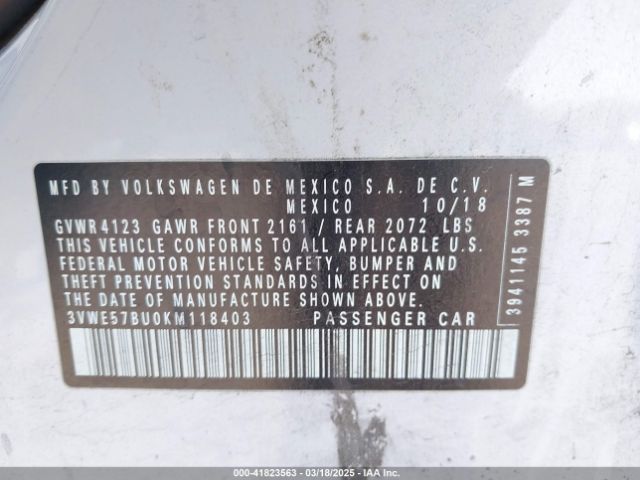 MFD BY VOLKSWAGEN DE MEXICO S.A. DE C.V.
MEXICO 10/18
GVWR 4123 GAWR FRONT 2161 / REAR 2072 LBS
THIS VEHICLE CONFORMS TO ALL APPLICABLE U.S.
FEDERAL MOTOR VEHICLE SAFETY, BUMPER AND
THEFT PREVENTION STANDARDS IN EFFECT ON
THE DATE OF MANUFACTURE SHOWN ABOVE.
3VWE57BU0KM118403 PASSENGER CAR
3941145 3387 M
000-41823563 — 03/18/2025 — IAA Inc.